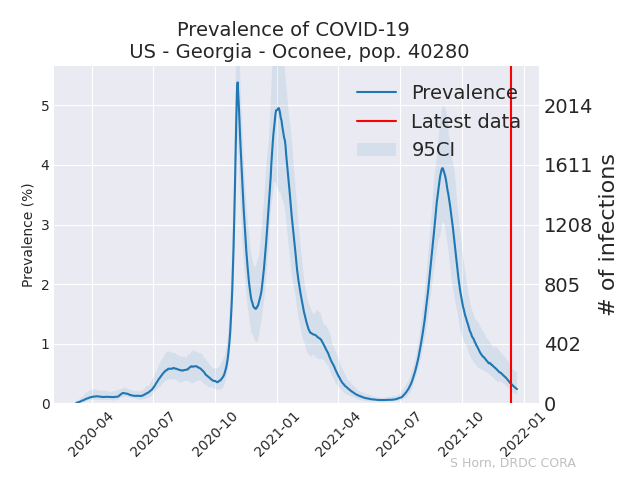 Prevalence of COVID-19
US - Georgia - Oconee, pop. 40280
Prevalence
Latest data
95CI
Prevalence (%)
5
4
3
2
1
0
2014
1611
1208
805
402
0
# of infections
2020-04
2020-07
2020-10
2021-01
2021-04
2021-07
2021-10
2022-01
S Horn, DRDC CORA